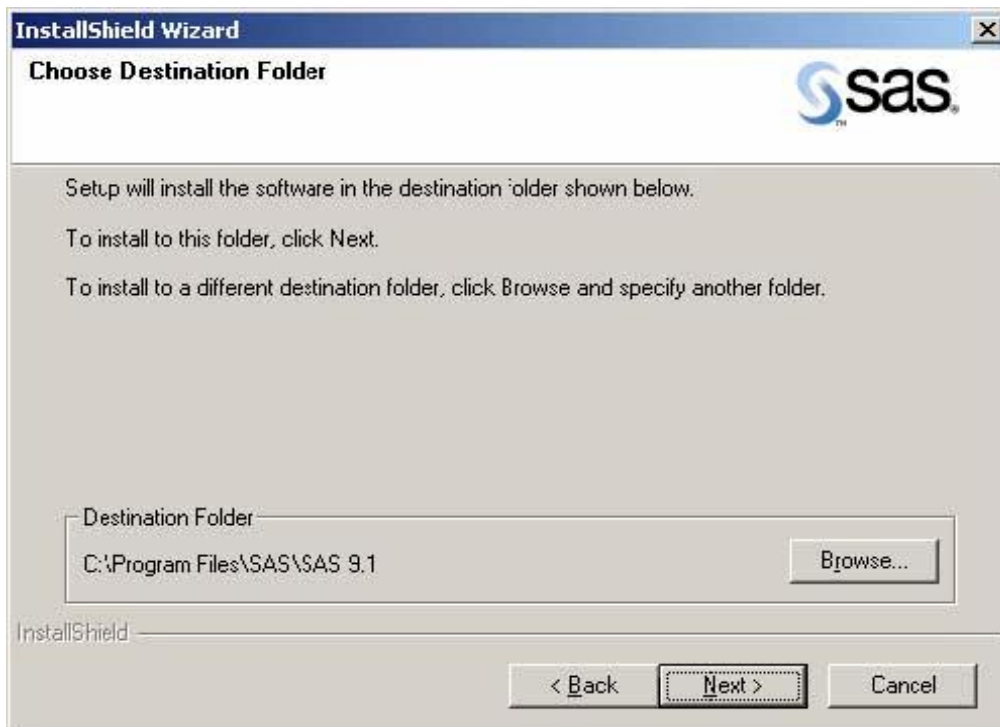 InstallShield Wizard
Choose Destination Folder
sas
TM
Setup will install the software in the destination folder shown below.
To install to this folder, click Next.
To install to a different destination folder, click Browse and specify another folder.
Destination Folder
C:\Program Files\SAS\SAS 9.1
Browse...
InstallShield
< Back
Next >
Cancel